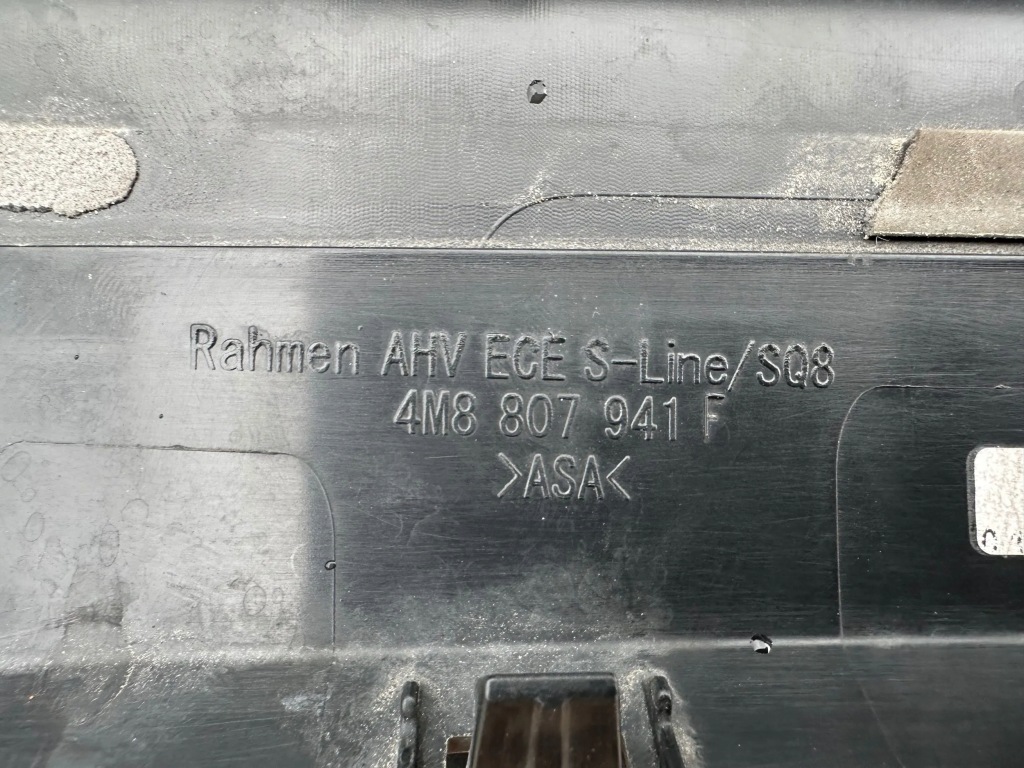 Rahmen AHV ECE S-Line/SQ8
4M8 807 941 F
>ASA<